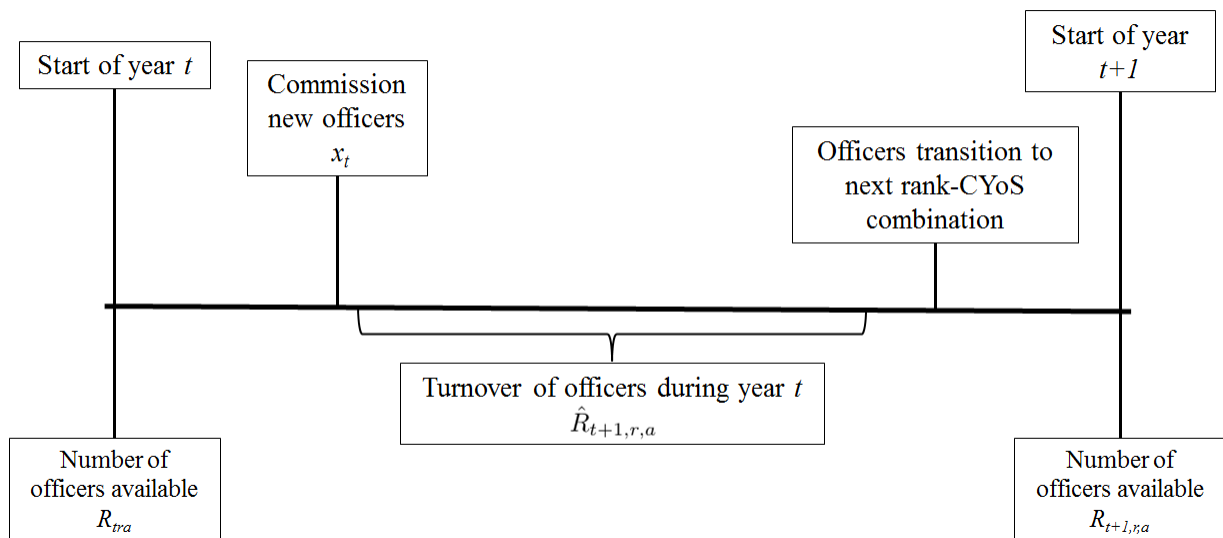 Start of year t
Commission
new officers
x_t
Officers transition to
next rank-CYoS
combination
Start of year
t+1
Turnover of officers during year t
R̂_{t+1,r,a}
Number of
officers available
R_{tra}
Number of
officers available
R_{t+1,r,a}